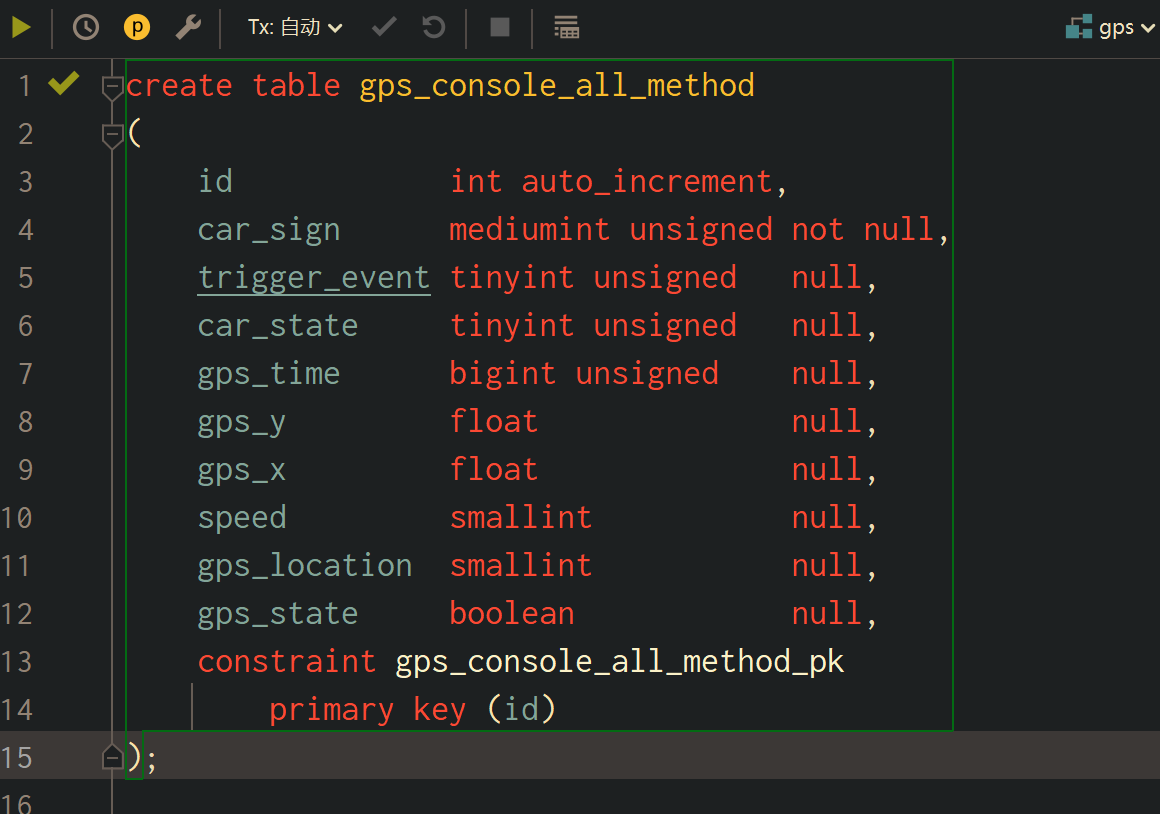 p Tx: 自动 gps
1 create table gps_console_all_method
2 (
3 id int auto_increment,
4 car_sign mediumint unsigned not null,
5 trigger_event tinyint unsigned null,
6 car_state tinyint unsigned null,
7 gps_time bigint unsigned null,
8 gps_y float null,
9 gps_x float null,
10 speed smallint null,
11 gps_location smallint null,
12 gps_state boolean null,
13 constraint gps_console_all_method_pk
14 primary key (id)
15 );
16